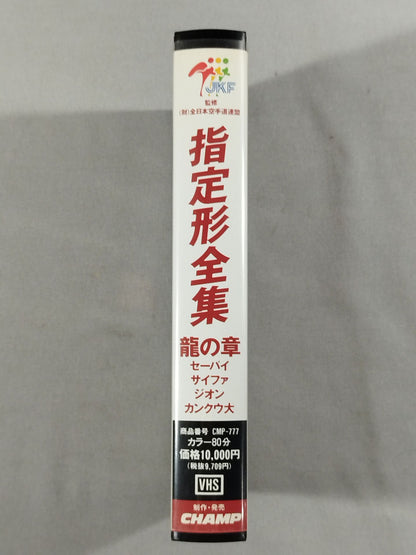 JKF
監修
(財)全日本空手道連盟
指定形全集
龍の章
セーパイ
サイファ
ジオン
カンクウ大
商品番号 CMP-777
カラー80分
価格10,000円
(税抜9,709円)
VHS
制作・発売
CHAMP